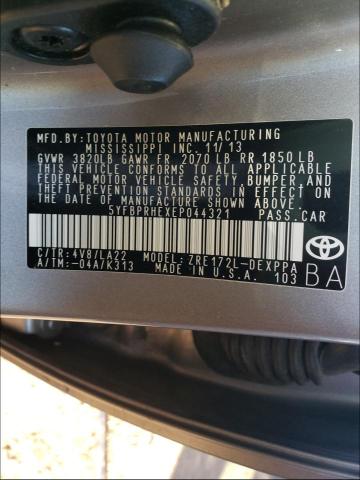 MFD.BY:TOYOTA MOTOR MANUFACTURING
MISSISSIPPI INC. 11/13
GVWR 3820LB GAWR FR 2070 LB RR 1850 LB
THIS VEHICLE CONFORMS TO ALL APPLICABLE
FEDERAL MOTOR VEHICLE SAFETY, BUMPER, AND
THEFT PREVENTION STANDARDS IN EFFECT ON
THE DATE OF MANUFACTURE SHOWN ABOVE.
5YFBPRHEXEP044321 PASS.CAR
C/TR:4V8/LA22 MODEL:ZRE172L-DEXPPA
A/TM:-04A/K313 MADE IN U.S.A. 103
TOYOTA
BA